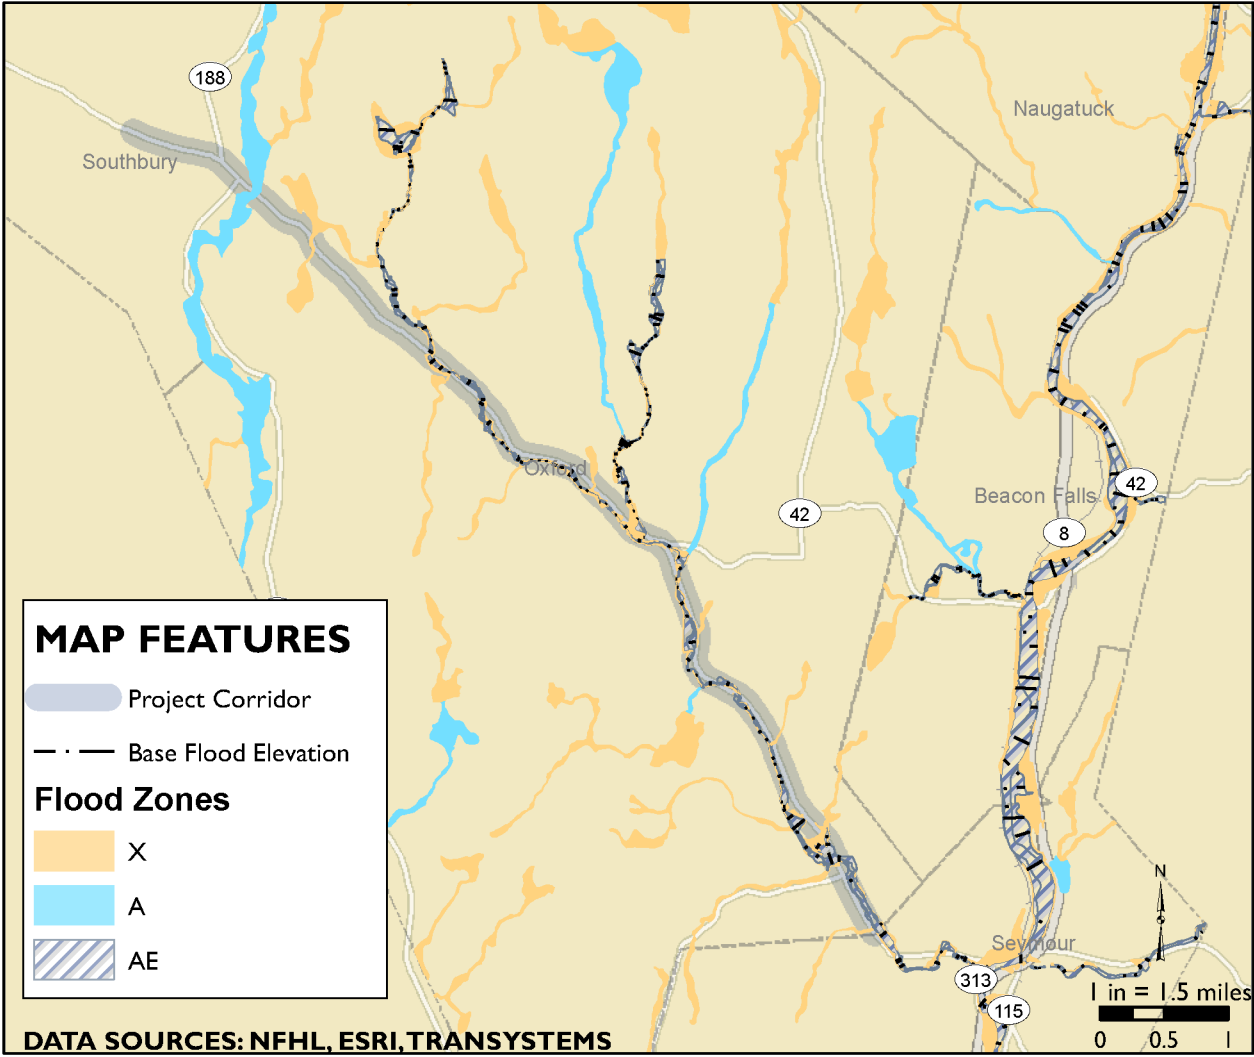 188
Naugatuck
Southbury
Oxford
42
Beacon Falls
42
8
MAP FEATURES
Project Corridor
Base Flood Elevation
Flood Zones
X
A
AE
N
Seymour
313
115
1 in = 1.5 miles
0 0.5 1
DATA SOURCES: NFHL, ESRI, TRANSYSTEMS